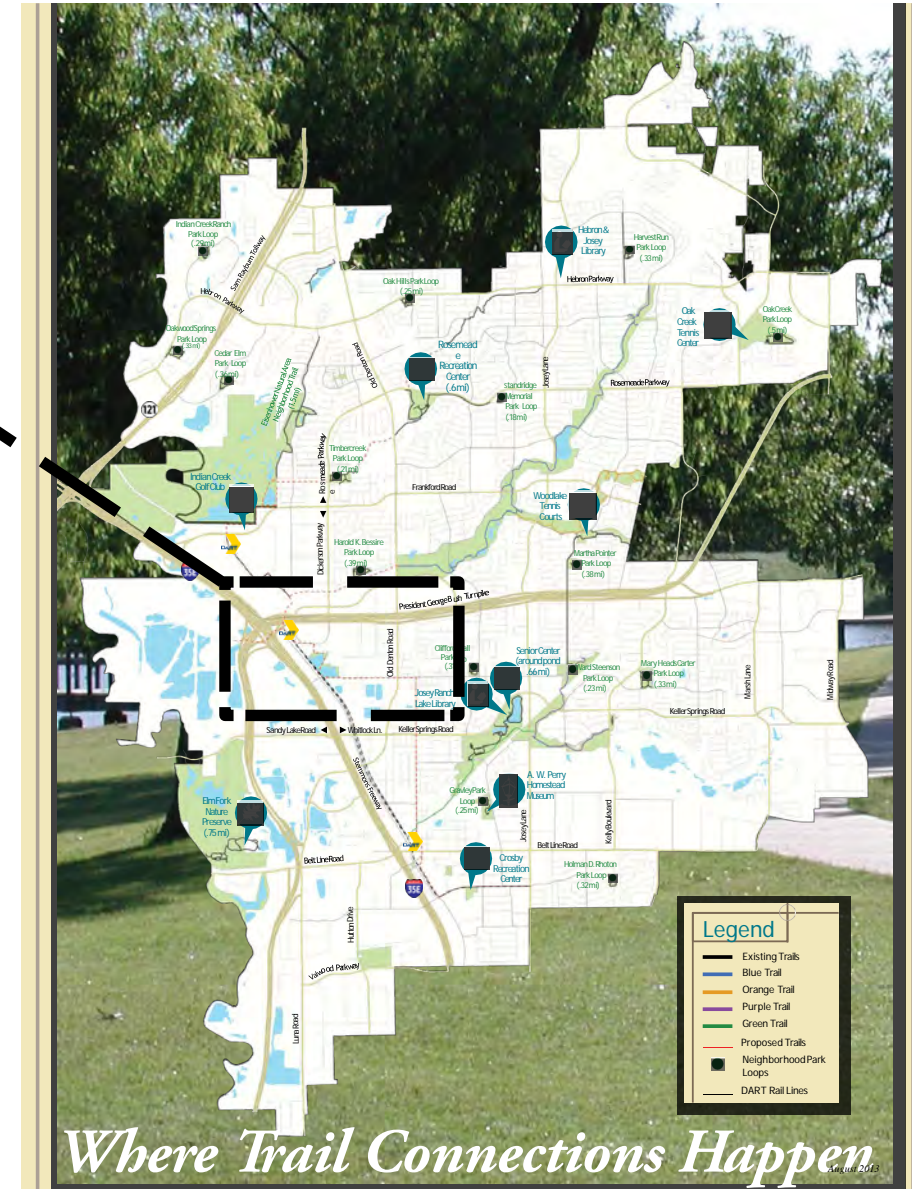 Indian Creek Ranch
Park Loop
(.29mi)
Sam Rayburn Tollway
Hebron Parkway
Oakwood Springs
Park Loop
(.33mi)
Cedar Elm
Park Loop
(.36mi)
121
Eisenhower Natural Area
Neighborhood Trail
(1.5mi)
Old Denton Road
Oak Hills Park Loop
(.25mi)
Hebron &
Josey
Library
Harvest Run
Park Loop
(.33mi)
Hebron Parkway
Oak
Creek
Tennis
Center
Oak Creek
Park Loop
(.5mi)
Rosemead
e
Recreation
Center
(.6mi)
Josey Lane
Standridge
Memorial
Park Loop
(.18mi)
Rosemeade Parkway
Timbercreek
Park Loop
(.21mi)
Rosmeade Parkway
e
Indian Creek
Golf Club
Frankford Road
Woodlake
Tennis
Courts
Dickerson Parkway
Harold K. Bessire
Park Loop
(.39mi)
Martha Pointer
Park Loop
(.38mi)
DART
35E
President George Bush Turnpike
DART
Old Denton Road
Senior Center
(around pond
.66mi)
Ward Steenson
Park Loop
(.23mi)
Mary Heads Carter
Park Loop
(.33mi)
Marsh Lane
Midway Road
Josey Ranch
Lake Library
Keller Springs Road
Sandy Lake Road
Whitlock Ln.
Keller Springs Road
Stemmons Freeway
Elm Fork
Nature
Preserve
(.75mi)
Gravley Park
Loop
(.25mi)
A. W. Perry
Homestead
Museum
Josey Lane
Kelly Boulevard
DART
Belt Line Road
Belt Line Road
Crosby
Recreation
Center
Holman D. Rhoton
Park Loop
(.32mi)
35E
Hutton Drive
Valwood Parkway
Luna Road
Legend
Existing Trails
Blue Trail
Orange Trail
Purple Trail
Green Trail
Proposed Trails
Neighborhood Park
Loops
DART Rail Lines
Where Trail Connections Happen
August 2013